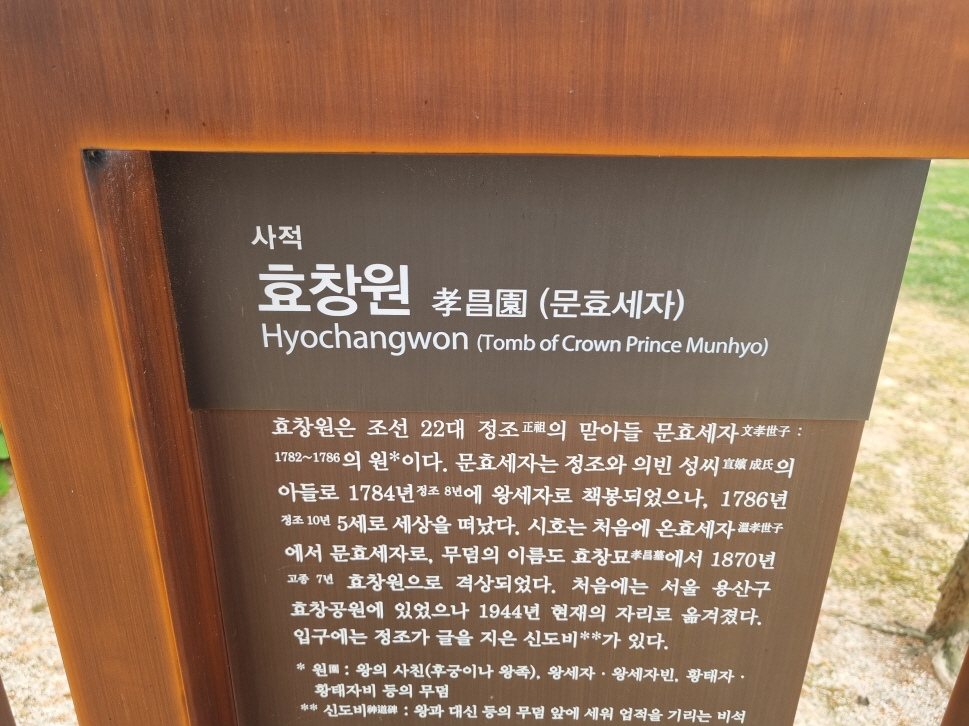 사적
효창원 孝昌園 (문효세자)
Hyochangwon (Tomb of Crown Prince Munhyo)
효창원은 조선 22대 정조正祖의 맏아들 문효세자文孝世子 :
1782~1786의 원*이다. 문효세자는 정조와 의빈 성씨宜嬪 成氏의
아들로 1784년정조 8년에 왕세자로 책봉되었으나, 1786년
정조 10년 5세로 세상을 떠났다. 시호는 처음에 온효세자溫孝世子
에서 문효세자로, 무덤의 이름도 효창묘孝昌墓에서 1870년
고종 7년 효창원으로 격상되었다. 처음에는 서울 용산구
효창공원에 있었으나 1944년 현재의 자리로 옮겨졌다.
입구에는 정조가 글을 지은 신도비**가 있다.
* 원園 : 왕의 사친(후궁이나 왕족), 왕세자 · 왕세자빈, 황태자 ·
황태자비 등의 무덤
** 신도비神道碑 : 왕과 대신 등의 무덤 앞에 세워 업적을 기리는 비석